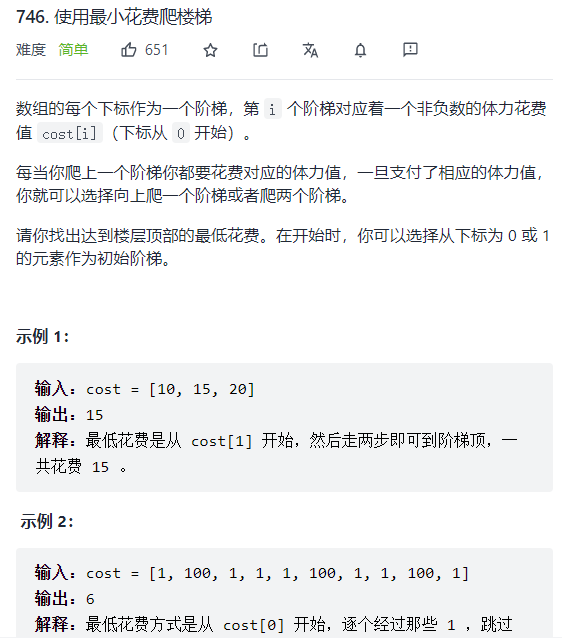 746. 使用最小花费爬楼梯
难度 简单 651
数组的每个下标作为一个阶梯，第 i 个阶梯对应着一个非负数的体力花费
值 cost[i]（下标从 0 开始）。
每当你爬上一个阶梯你都要花费对应的体力值，一旦支付了相应的体力值，
你就可以选择向上爬一个阶梯或者爬两个阶梯。
请你找出达到楼层顶部的最低花费。在开始时，你可以选择从下标为 0 或 1
的元素作为初始阶梯。
示例 1：
输入：cost = [10, 15, 20]
输出：15
解释：最低花费是从 cost[1] 开始，然后走两步即可到阶梯顶，一
共花费 15 。
示例 2：
输入：cost = [1, 100, 1, 1, 1, 100, 1, 1, 100, 1]
输出：6
解释：最低花费方式是从 cost[0] 开始，逐个经过那些 1 ，跳过